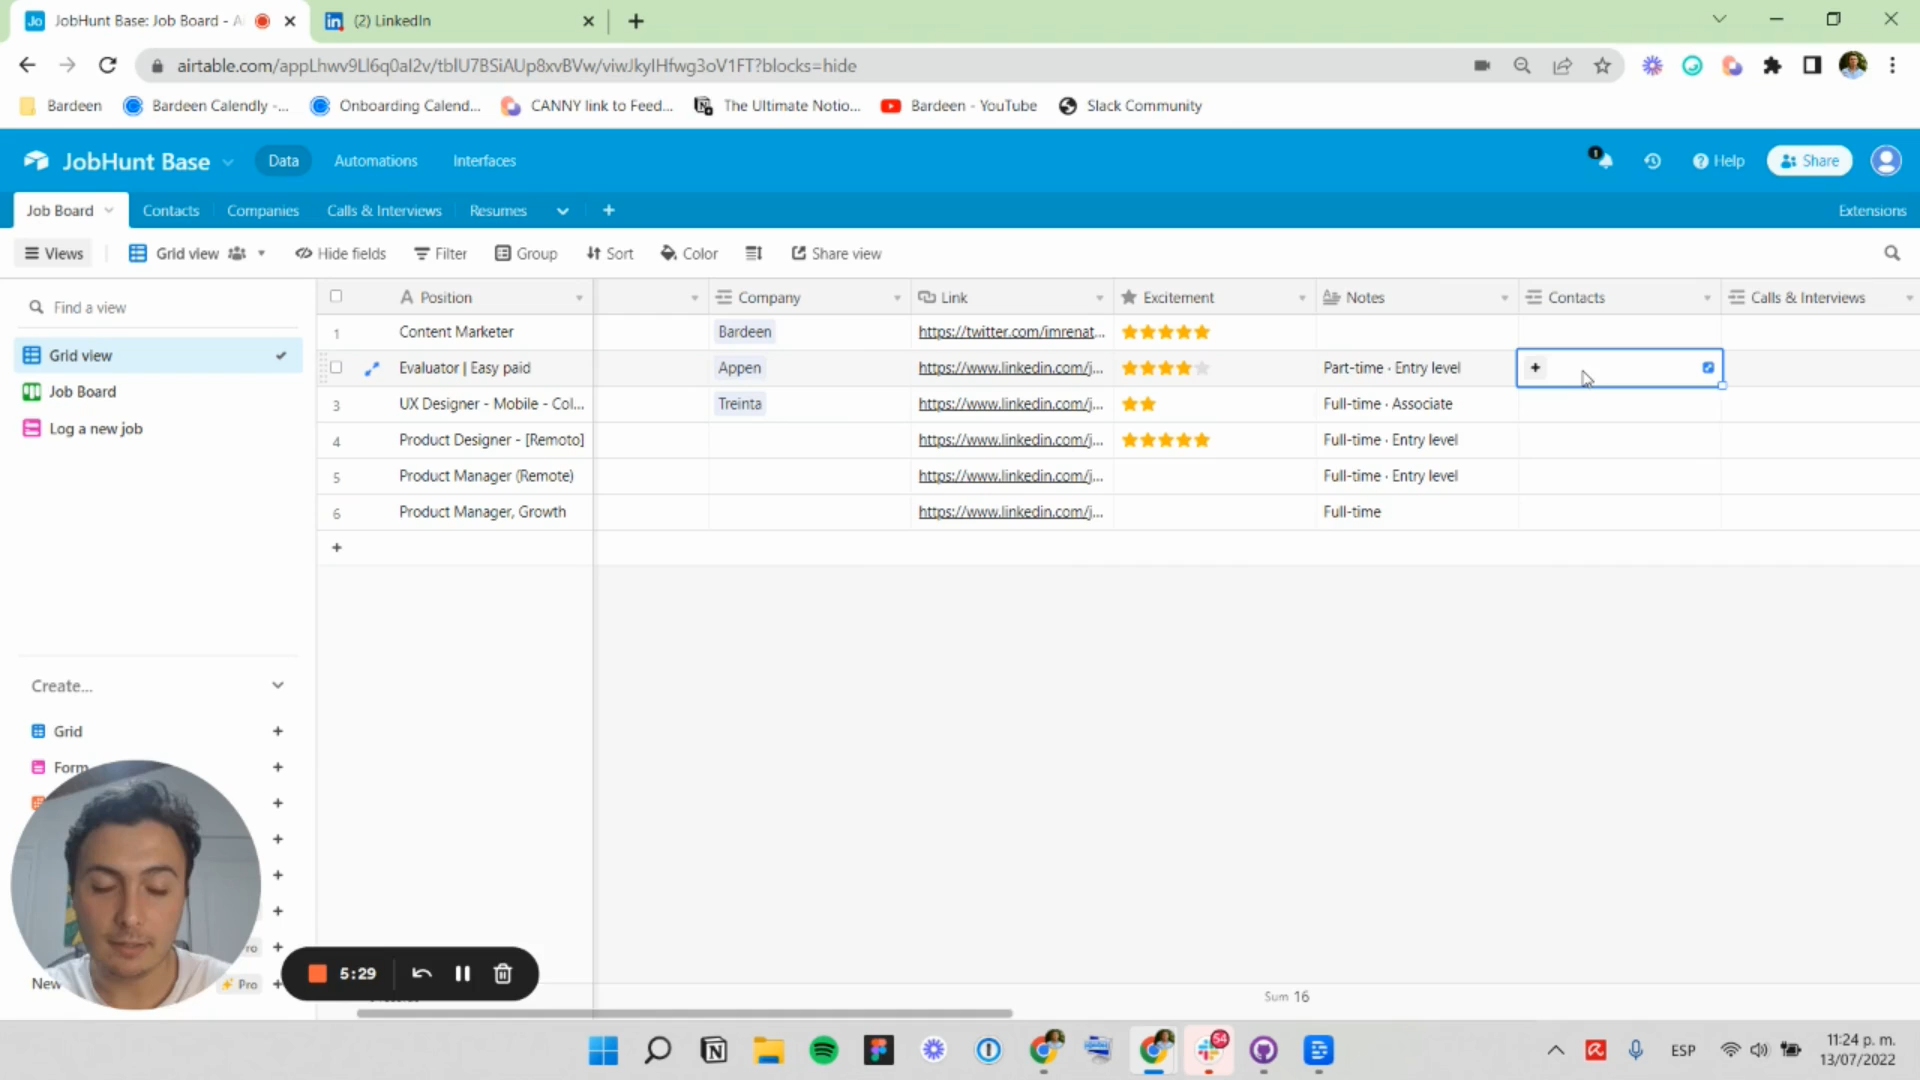 JobHunt Base: Job Board - A
(2) LinkedIn
airtable.com/appLhwv9Ll6q0aI2v/tblU7BSiAUp8xvBVw/viwJkyIHfwg3oV1FT?blocks=hide
Bardeen
Bardeen Calendly -...
Onboarding Calend...
CANNY link to Feed...
The Ultimate Notio...
Bardeen - YouTube
Slack Community
JobHunt Base
Data
Automations
Interfaces
1
Help
Share
Job Board
Contacts
Companies
Calls & Interviews
Resumes
Extensions
Views
Grid view
Hide fields
Filter
Group
Sort
Color
Share view
Find a view
Grid view
Job Board
Log a new job
Position
Company
Link
Excitement
Notes
Contacts
Calls & Interviews
1 Content Marketer Bardeen https://twitter.com/imrenat...
Evaluator | Easy paid Appen https://www.linkedin.com/j... Part-time · Entry level
3 UX Designer - Mobile - Col... Treinta https://www.linkedin.com/j... Full-time · Associate
4 Product Designer - [Remoto] https://www.linkedin.com/j... Full-time · Entry level
5 Product Manager (Remote) https://www.linkedin.com/j... Full-time · Entry level
6 Product Manager, Growth https://www.linkedin.com/j... Full-time
Create...
Grid
Form
ro
New
Pro
5:29
Sum 16
54
ESP
11:24 p. m.
13/07/2022